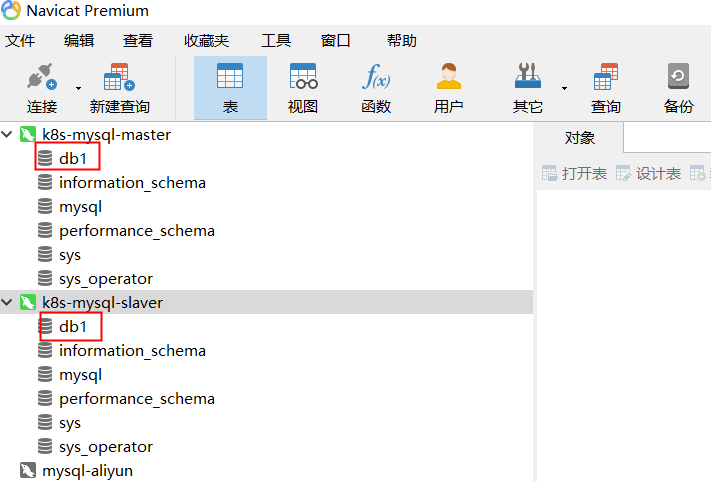 Navicat Premium
文件 编辑 查看 收藏夹 工具 窗口 帮助
f(x)
连接 新建查询 表 视图 函数 用户 其它 查询 备份
k8s-mysql-master
db1
information_schema
mysql
performance_schema
sys
sys_operator
k8s-mysql-slaver
db1
information_schema
mysql
performance_schema
sys
sys_operator
mysql-aliyun
对象
打开表 设计表